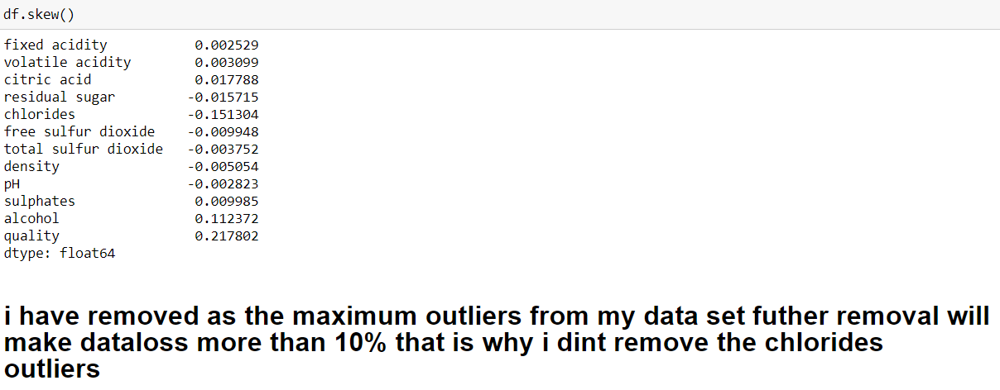 df.skew()
fixed acidity 0.002529
volatile acidity 0.003099
citric acid 0.017788
residual sugar -0.015715
chlorides -0.151304
free sulfur dioxide -0.009948
total sulfur dioxide -0.003752
density -0.005054
pH -0.002823
sulphates 0.009985
alcohol 0.112372
quality 0.217802
dtype: float64
i have removed as the maximum outliers from my data set futher removal will
make dataloss more than 10% that is why i dint remove the chlorides
outliers